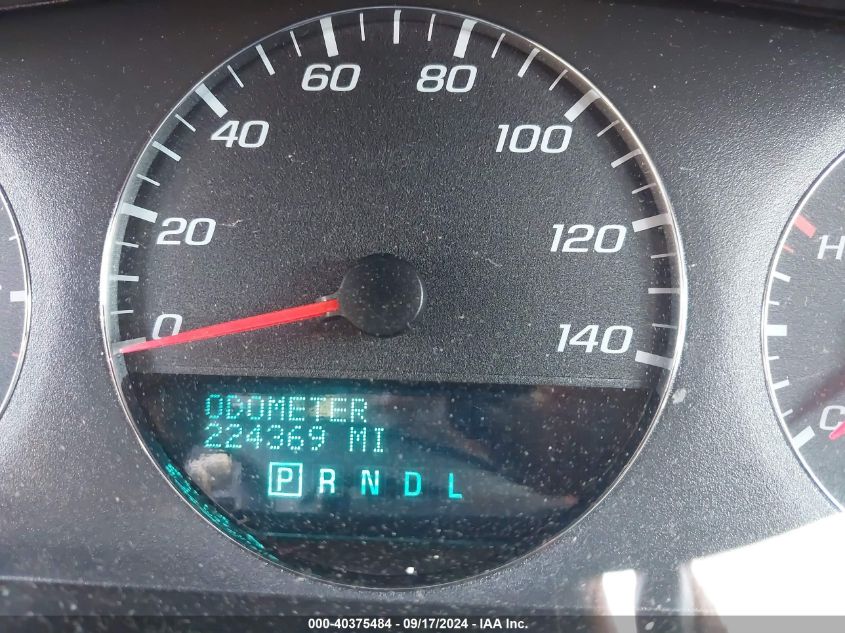 60 80
40 100
20 120
0 140
H
C
ODOMETER
224369 MI
P R N D L
000-40375484 - 09/17/2024 - IAA Inc.